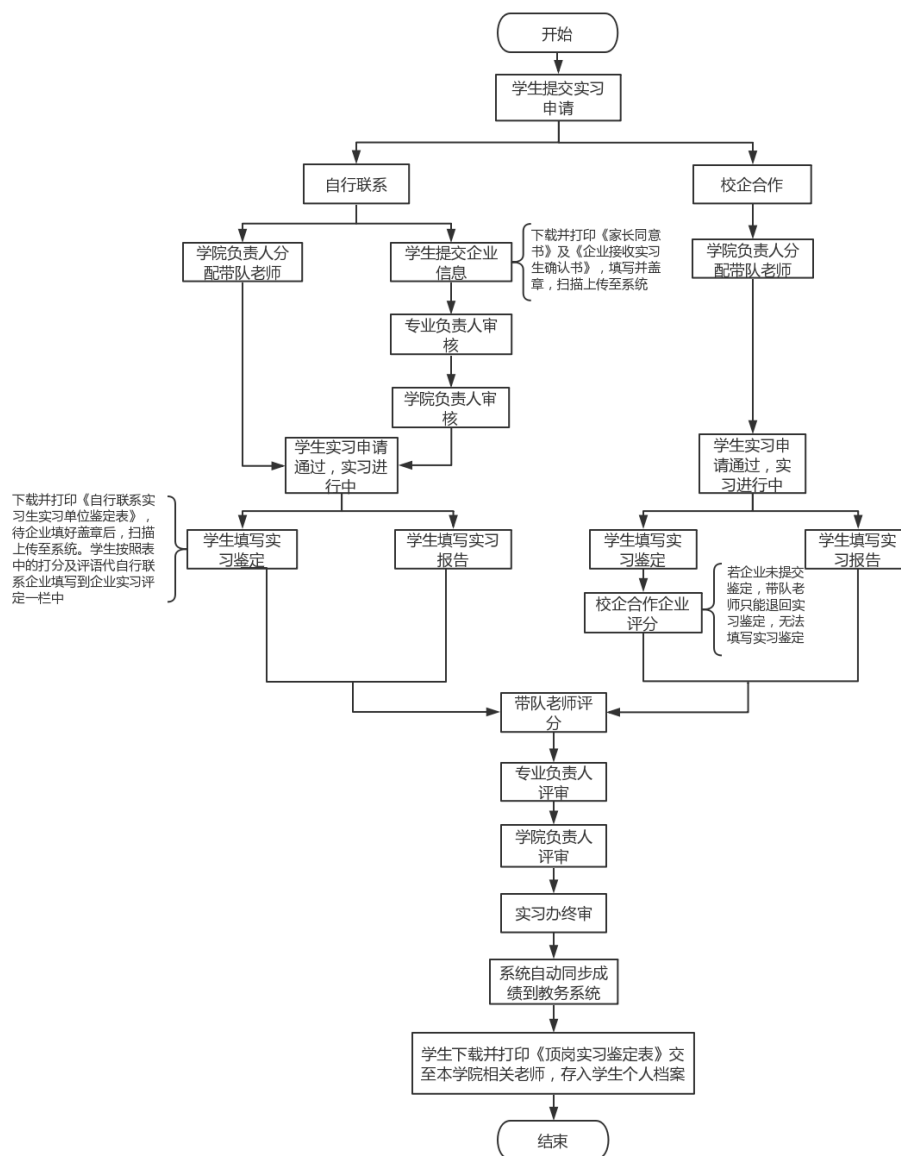 开始
学生提交实习
申请
自行联系
校企合作
学院负责人分
配带队老师
学生提交企业
信息
下载并打印《家长同意
书》及《企业接收实习
生确认书》，填写并盖
章，扫描上传至系统
学院负责人分
配带队老师
专业负责人审
核
学院负责人审
核
学生实习申请
通过，实习进
行中
学生实习申
请通过，实
习进行中
下载并打印《自行联系实
习生实习单位鉴定表》，
待企业填好盖章后，扫描
上传至系统。学生按照表
中的打分及评语代自行联
系企业填写到企业实习评
定一栏中
学生填写实
习鉴定
学生填写实习
报告
学生填写实
习鉴定
学生填写实
习报告
校企合作企业
评分
若企业未提交
鉴定，带队老
师只能退回实
习鉴定，无法
填写实习鉴定
带队老师评
分
专业负责人
评审
学院负责人
评审
实习办终审
系统自动同步成
绩到教务系统
学生下载并打印《顶岗实习鉴定表》交
至本学院相关老师，存入学生个人档案
结束